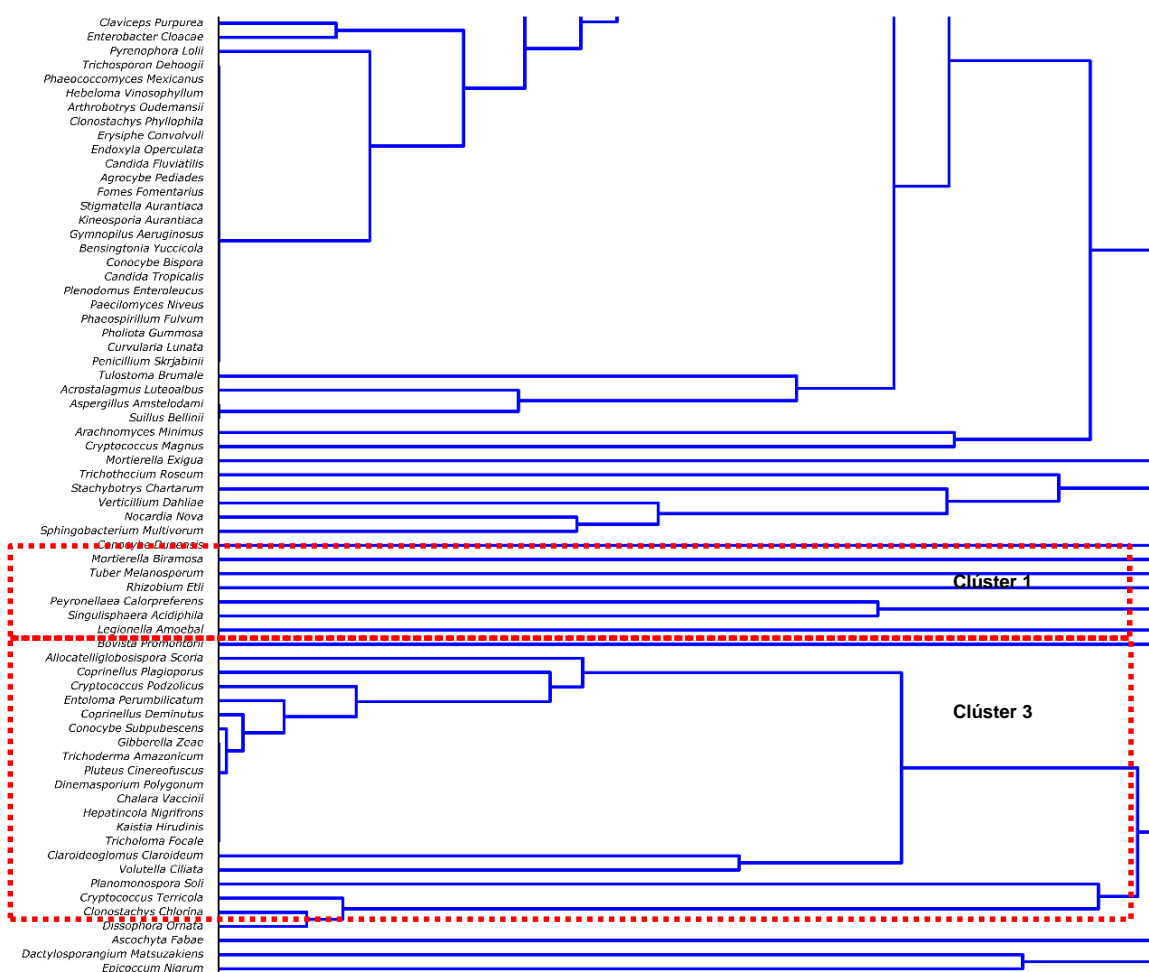 Claviceps Purpurea
Enterobacter Cloacae
Pyrenophora Lolii
Trichosporon Dehoogii
Phaeococcomyces Mexicanus
Hebeloma Vinosophyllum
Arthrobotrys Oudemansii
Clonostachys Phyllophila
Erysiphe Convolvuli
Endoxyla Operculata
Candida Fluviatilis
Agrocybe Pediades
Fomes Fomentarius
Stigmatella Aurantiaca
Kineosporia Aurantiaca
Gymnopilus Aeruginosus
Bensingtonia Yuccicola
Conocybe Bispora
Candida Tropicalis
Plenodomus Enteroleucus
Paecilomyces Niveus
Phaeospirillum Fulvum
Pholiota Gummosa
Curvularia Lunata
Penicillium Skrjabinii
Tulostoma Brumale
Acrostalagmus Luteoalbus
Aspergillus Amstelodami
Suillus Bellinii
Arachnomyces Minimus
Cryptococcus Magnus
Mortierella Exigua
Trichothecium Roseum
Stachybotrys Chartarum
Verticillium Dahliae
Nocardia Nova
Sphingobacterium Multivorum
Conocybe Dunensis
Mortierella Biramosa
Tuber Melanosporum
Clúster 1
Rhizobium Etli
Peyronellaea Calorpreferens
Singulisphaera Acidiphila
Legionella Amoebal
Bovista Promontorii
Allocatelliglobosispora Scoria
Coprinellus Plagioporus
Cryptococcus Podzolicus
Entoloma Perumbilicatum
Clúster 3
Coprinellus Deminutus
Conocybe Subpubescens
Gibberella Zeae
Trichoderma Amazonicum
Pluteus Cinereofuscus
Dinemasporium Polygonum
Chalara Vaccinii
Hepatincola Nigrifrons
Kaistia Hirudinis
Tricholoma Focale
Claroideoglomus Claroideum
Volutella Ciliata
Planomonospora Soli
Cryptococcus Terricola
Clonostachys Chlorina
Dissophora Ornata
Ascochyta Fabae
Dactylosporangium Matsuzakiens
Epicoccum Nigrum